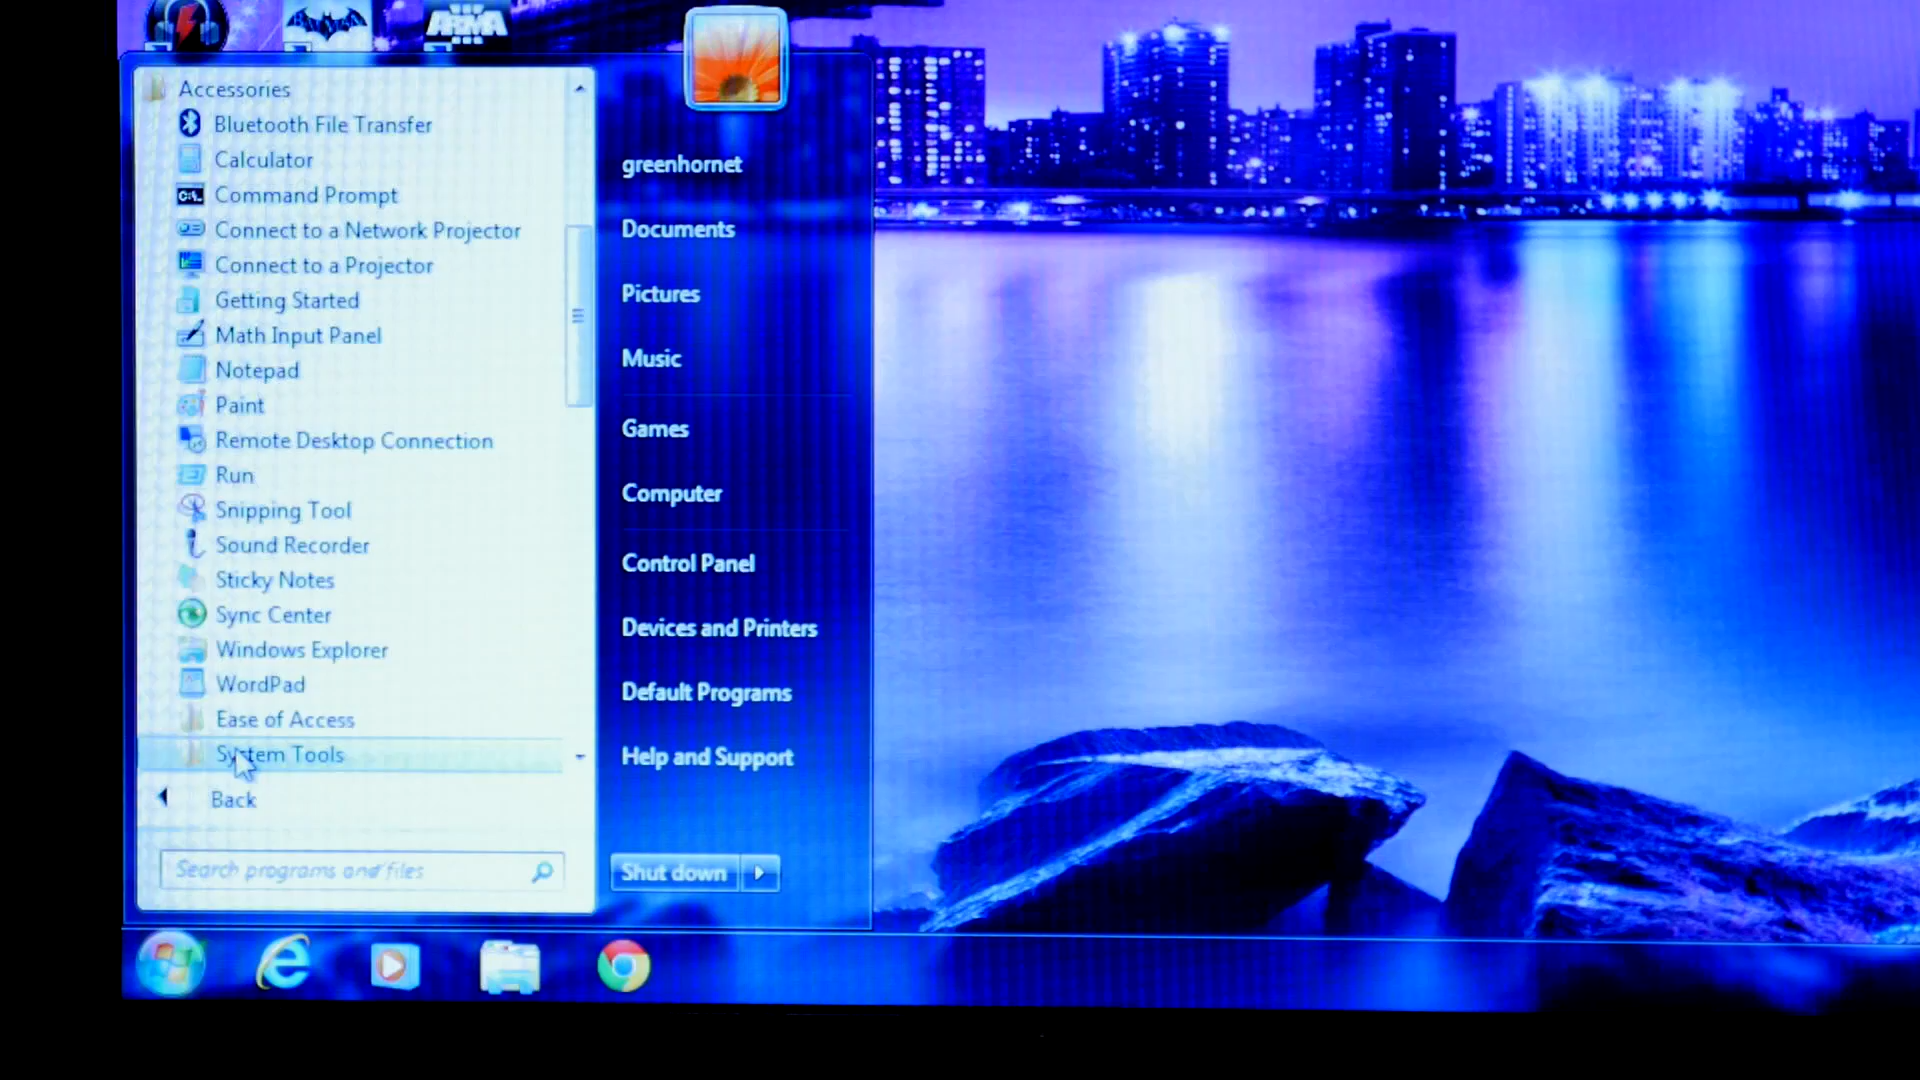 ARMA
Accessories
Bluetooth File Transfer
Calculator
Command Prompt
Connect to a Network Projector
Connect to a Projector
Getting Started
Math Input Panel
Notepad
Paint
Remote Desktop Connection
Run
Snipping Tool
Sound Recorder
Sticky Notes
Sync Center
Windows Explorer
WordPad
Ease of Access
System Tools
Back
Search programs and files
greenhornet
Documents
Pictures
Music
Games
Computer
Control Panel
Devices and Printers
Default Programs
Help and Support
Shut down